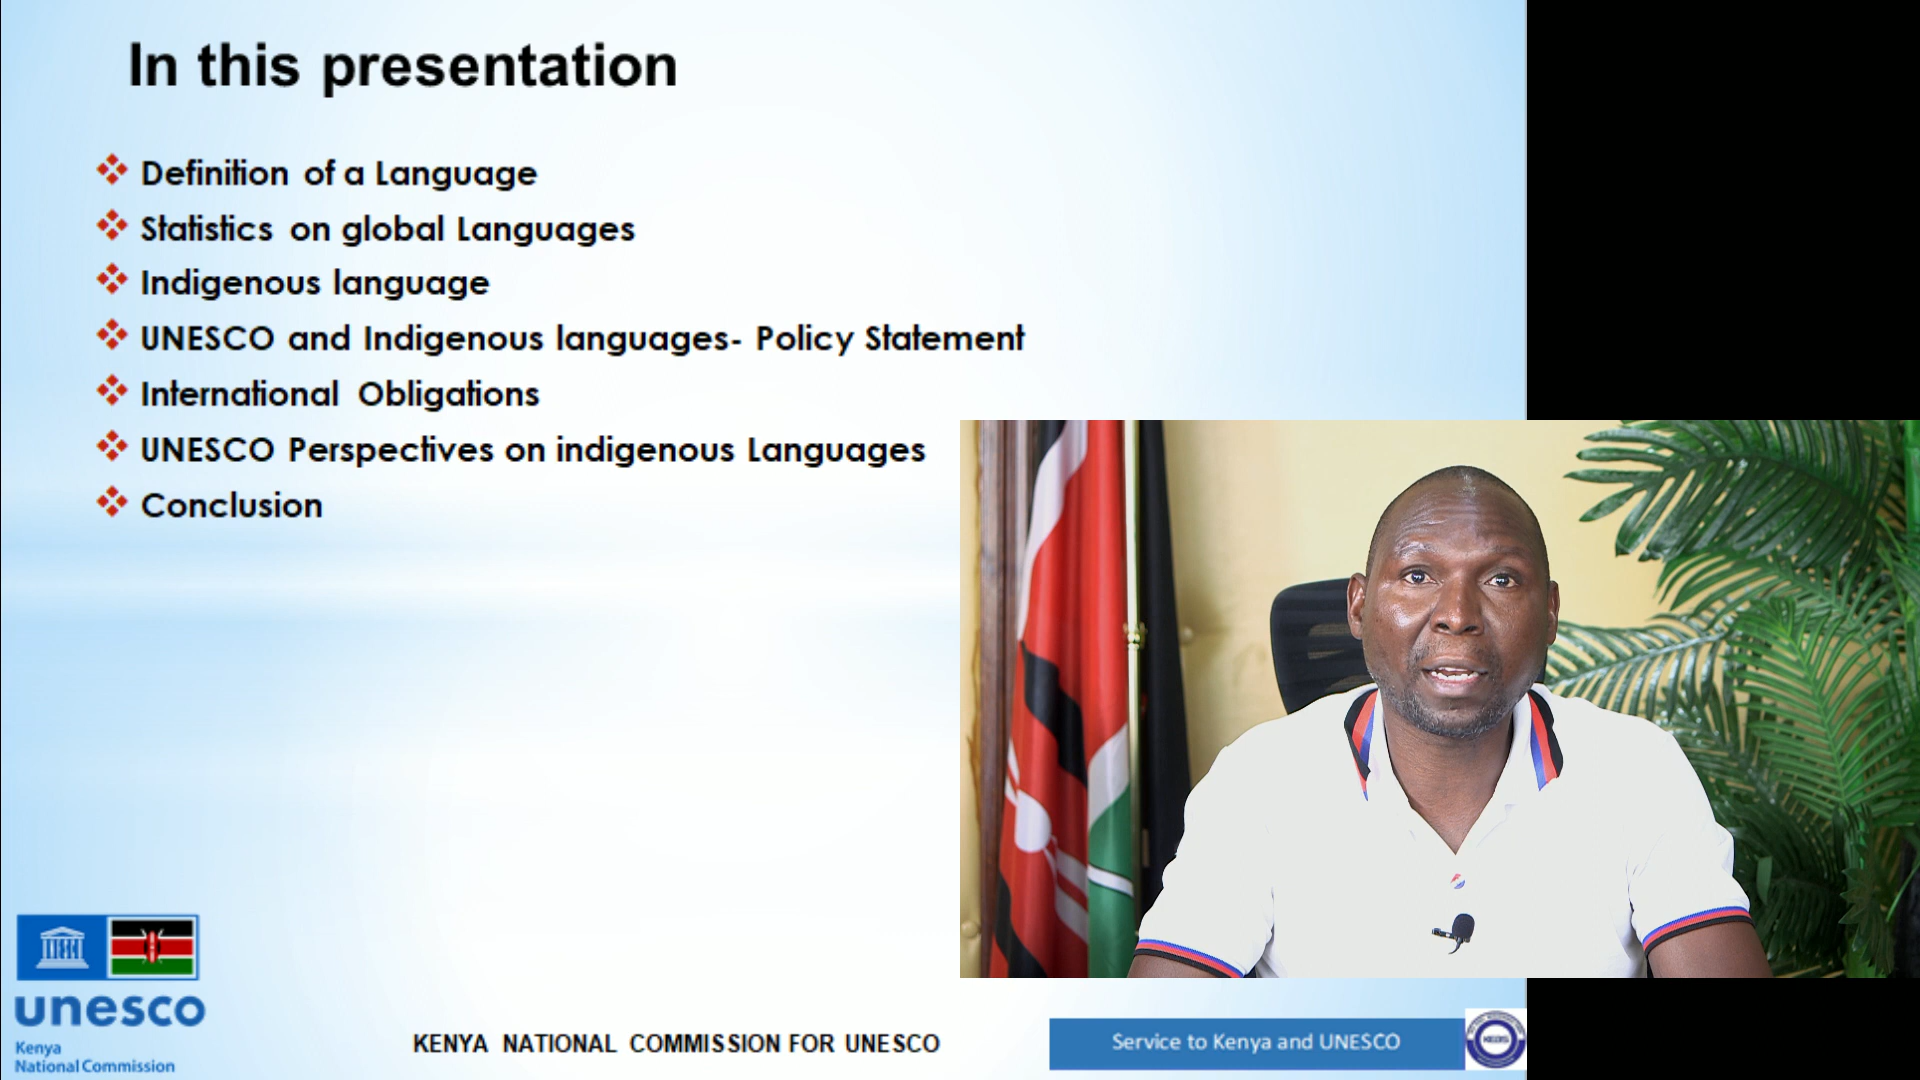 In this presentation
Definition of a Language
Statistics on global Languages
Indigenous language
UNESCO and Indigenous languages- Policy Statement
International Obligations
UNESCO Perspectives on indigenous Languages
Conclusion
unesco
Kenya
National Commission
KENYA NATIONAL COMMISSION FOR UNESCO
Service to Kenya and UNESCO